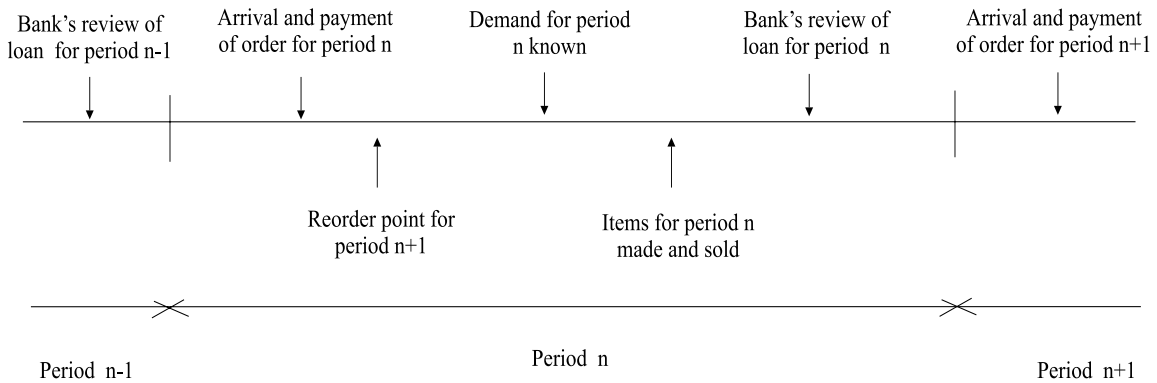 Bank's review of
loan for period n-1
Arrival and payment
of order for period n
Demand for period
n known
Bank's review of
loan for period n
Arrival and payment
of order for period n+1
Reorder point for
period n+1
Items for period n
made and sold
Period n-1
Period n
Period n+1